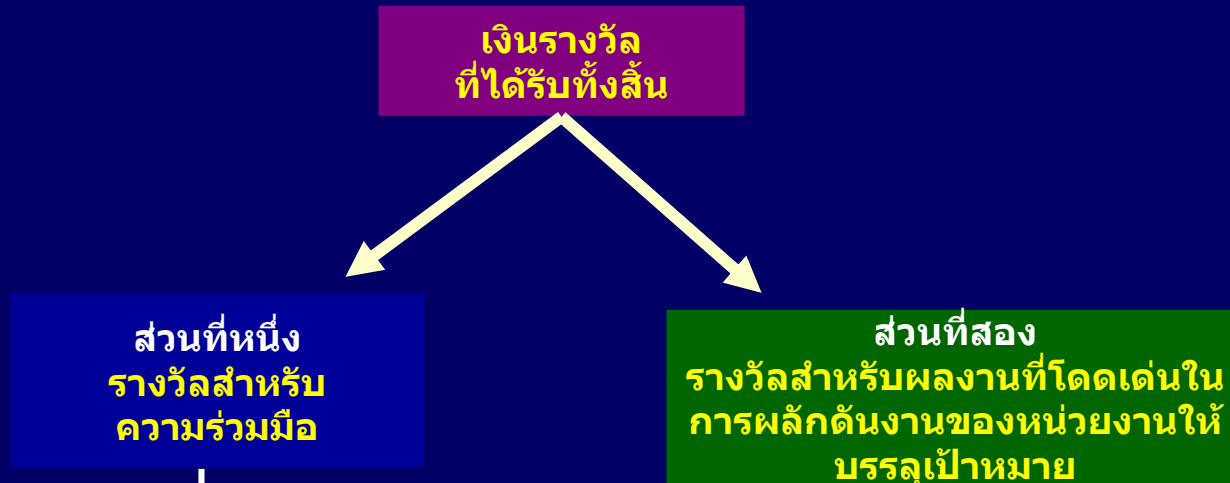 เงินรางวัล
ที่ได้รับทั้งสิ้น
ส่วนที่หนึ่ง
รางวัลสำหรับ
ความร่วมมือ
ส่วนที่สอง
รางวัลสำหรับผลงานที่โดดเด่นใน
การผลักดันงานของหน่วยงานให้
บรรลุเป้าหมาย